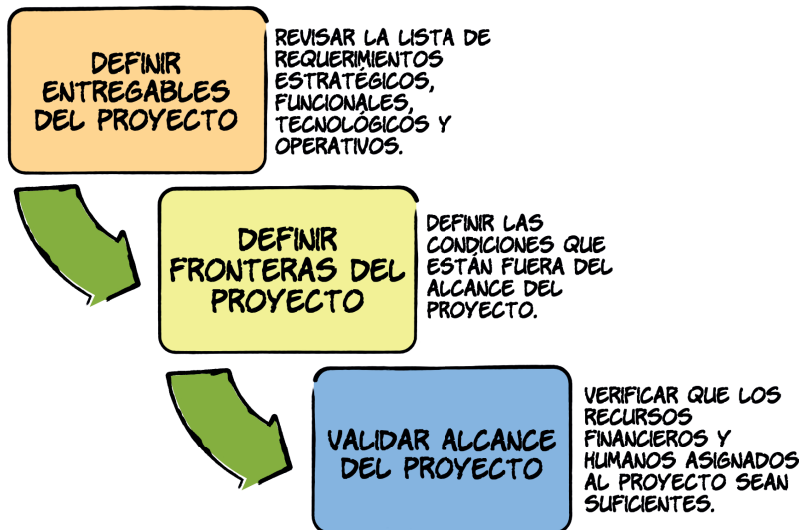 DEFINIR
ENTREGABLES
DEL PROYECTO
REVISAR LA LISTA DE
REQUERIMIENTOS
ESTRATÉGICOS,
FUNCIONALES,
TECNOLÓGICOS Y
OPERATIVOS.
DEFINIR
FRONTERAS DEL
PROYECTO
DEFINIR LAS
CONDICIONES QUE
ESTÁN FUERA DEL
ALCANCE DEL
PROYECTO.
VALIDAR ALCANCE
DEL PROYECTO
VERIFICAR QUE LOS
RECURSOS
FINANCIEROS Y
HUMANOS ASIGNADOS
AL PROYECTO SEAN
SUFICIENTES.